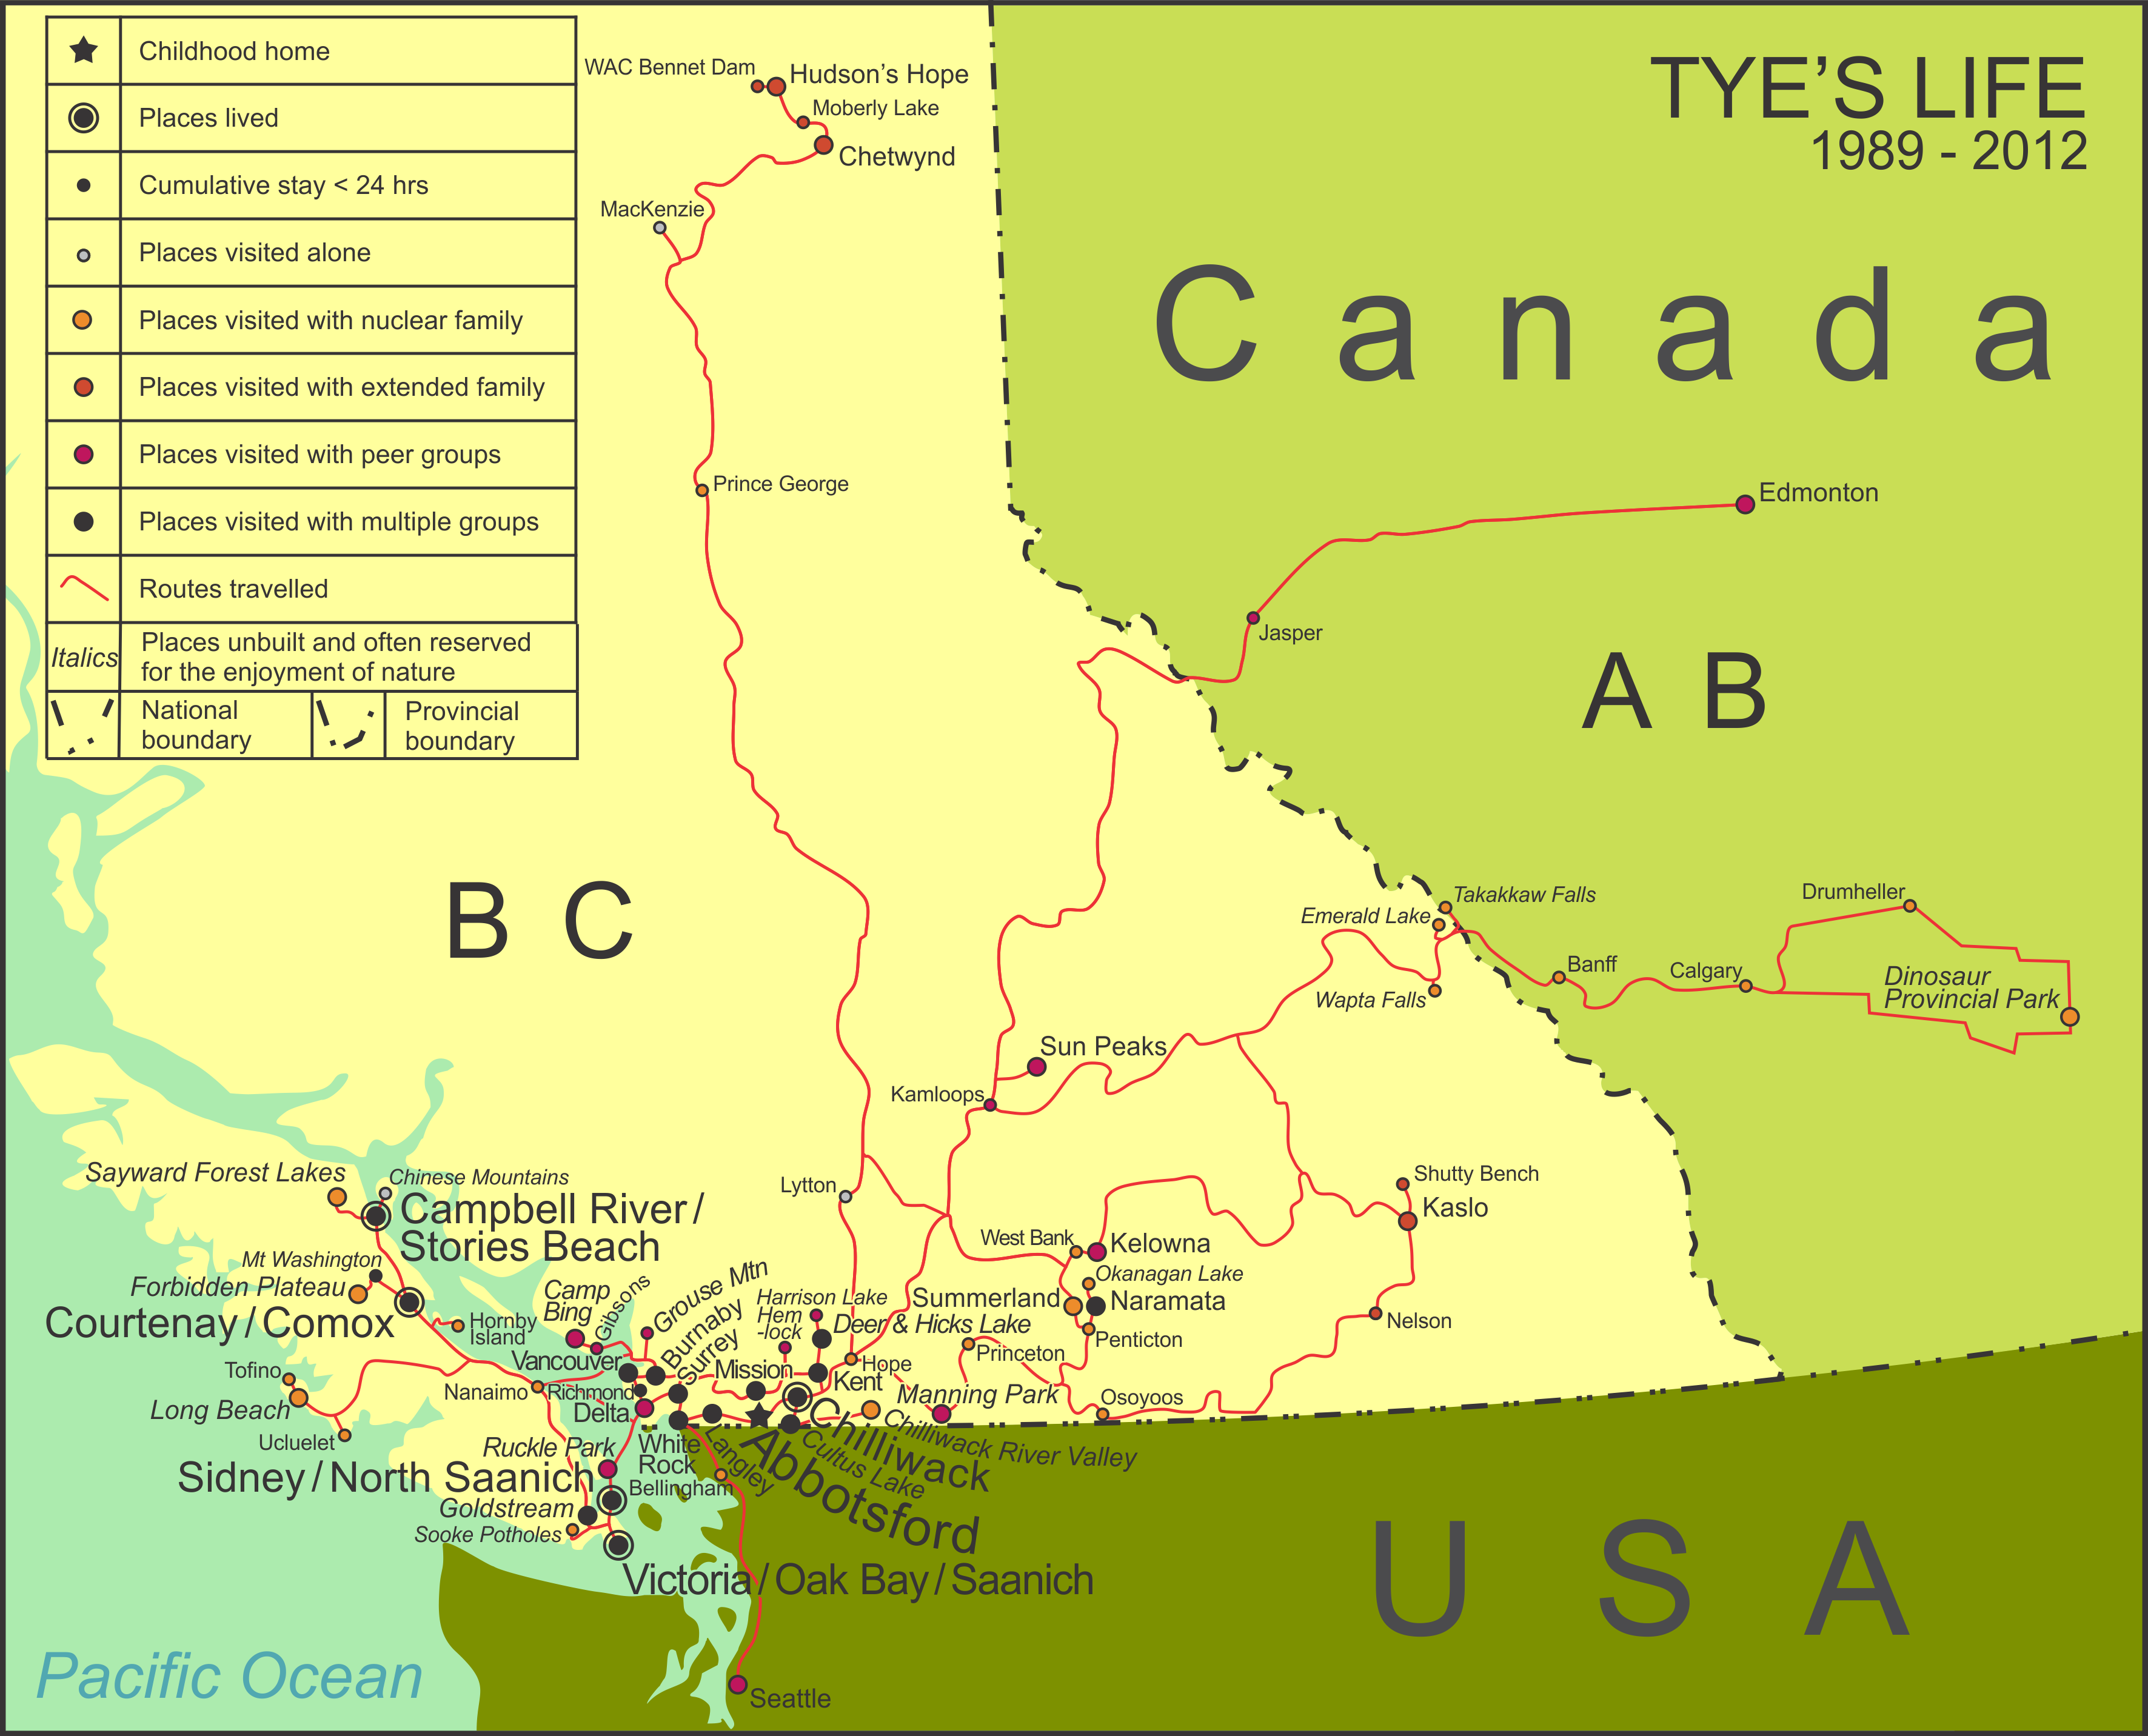 TYE'S LIFE
1989 - 2012
Childhood home
Places lived
Cumulative stay < 24 hrs
Places visited alone
Places visited with nuclear family
Places visited with extended family
Places visited with peer groups
Places visited with multiple groups
Routes travelled
Italics
Places unbuilt and often reserved
for the enjoyment of nature
National
boundary
Provincial
boundary
WAC Bennet Dam
Hudson's Hope
Moberly Lake
Chetwynd
MacKenzie
Prince George
Canada
Edmonton
Jasper
AB
BC
Takakkaw Falls
Emerald Lake
Wapta Falls
Banff
Calgary
Drumheller
Dinosaur
Provincial Park
Sun Peaks
Kamloops
Lytton
Shutty Bench
Kaslo
Nelson
West Bank
Kelowna
Okanagan Lake
Summerland
Naramata
Penticton
Princeton
Osoyoos
Manning Park
Sayward Forest Lakes
Chinese Mountains
Campbell River/
Stories Beach
Mt Washington
Forbidden Plateau
Courtenay/Comox
Hornby
Island
Tofino
Long Beach
Ucluelet
Nanaimo
Camp
Bing
Gibsons
Grouse Mtn
Vancouver
Burnaby
Surrey
Richmond
Delta
Harrison Lake
Hem
-lock
Deer & Hicks Lake
Mission
Kent
Hope
White
Rock
Langley
Abbotsford
Chilliwack
Cultus Lake
Chilliwack River Valley
Ruckle Park
Sidney/North Saanich
Bellingham
Goldstream
Sooke Potholes
Victoria/Oak Bay/Saanich
USA
Pacific Ocean
Seattle